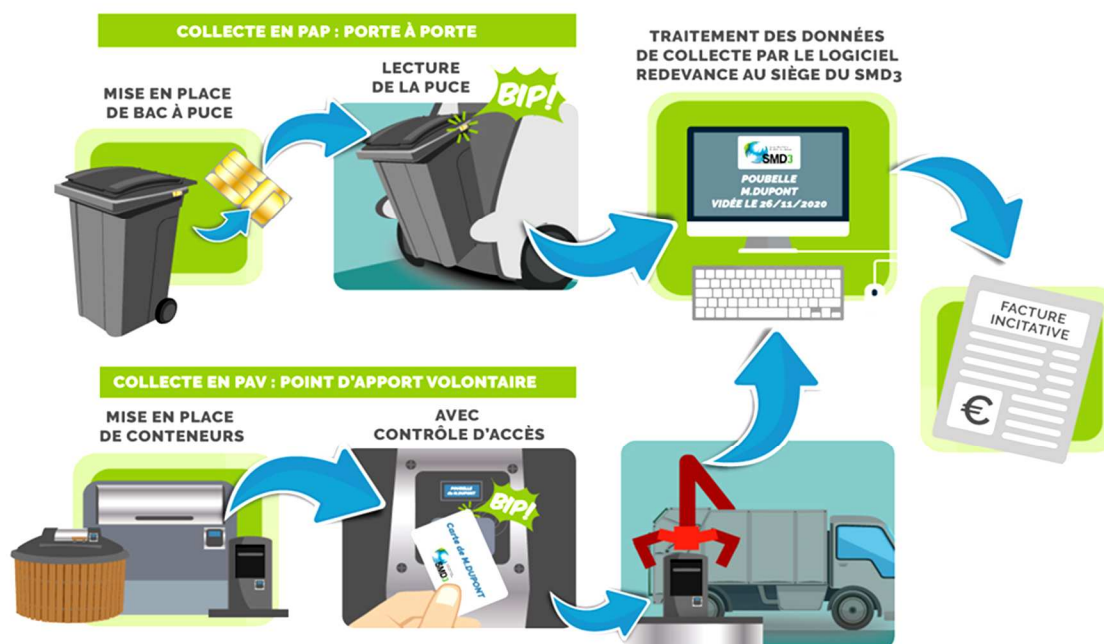 COLLECTE EN PAP : PORTE À PORTE
MISE EN PLACE
DE BAC À PUCE
LECTURE
DE LA PUCE
BIP!
TRAITEMENT DES DONNÉES
DE COLLECTE PAR LE LOGICIEL
REDEVANCE AU SIÈGE DU SMD3
SMD3
POUBELLE
M.DUPONT
VIDÉE LE 26/11/2020
FACTURE
INCITATIVE
€
COLLECTE EN PAV : POINT D'APPORT VOLONTAIRE
MISE EN PLACE
DE CONTENEURS
AVEC
CONTRÔLE D'ACCÈS
POUBELLE
de M.DUPONT
BIP!
Carte de M.DUPONT
SMD3